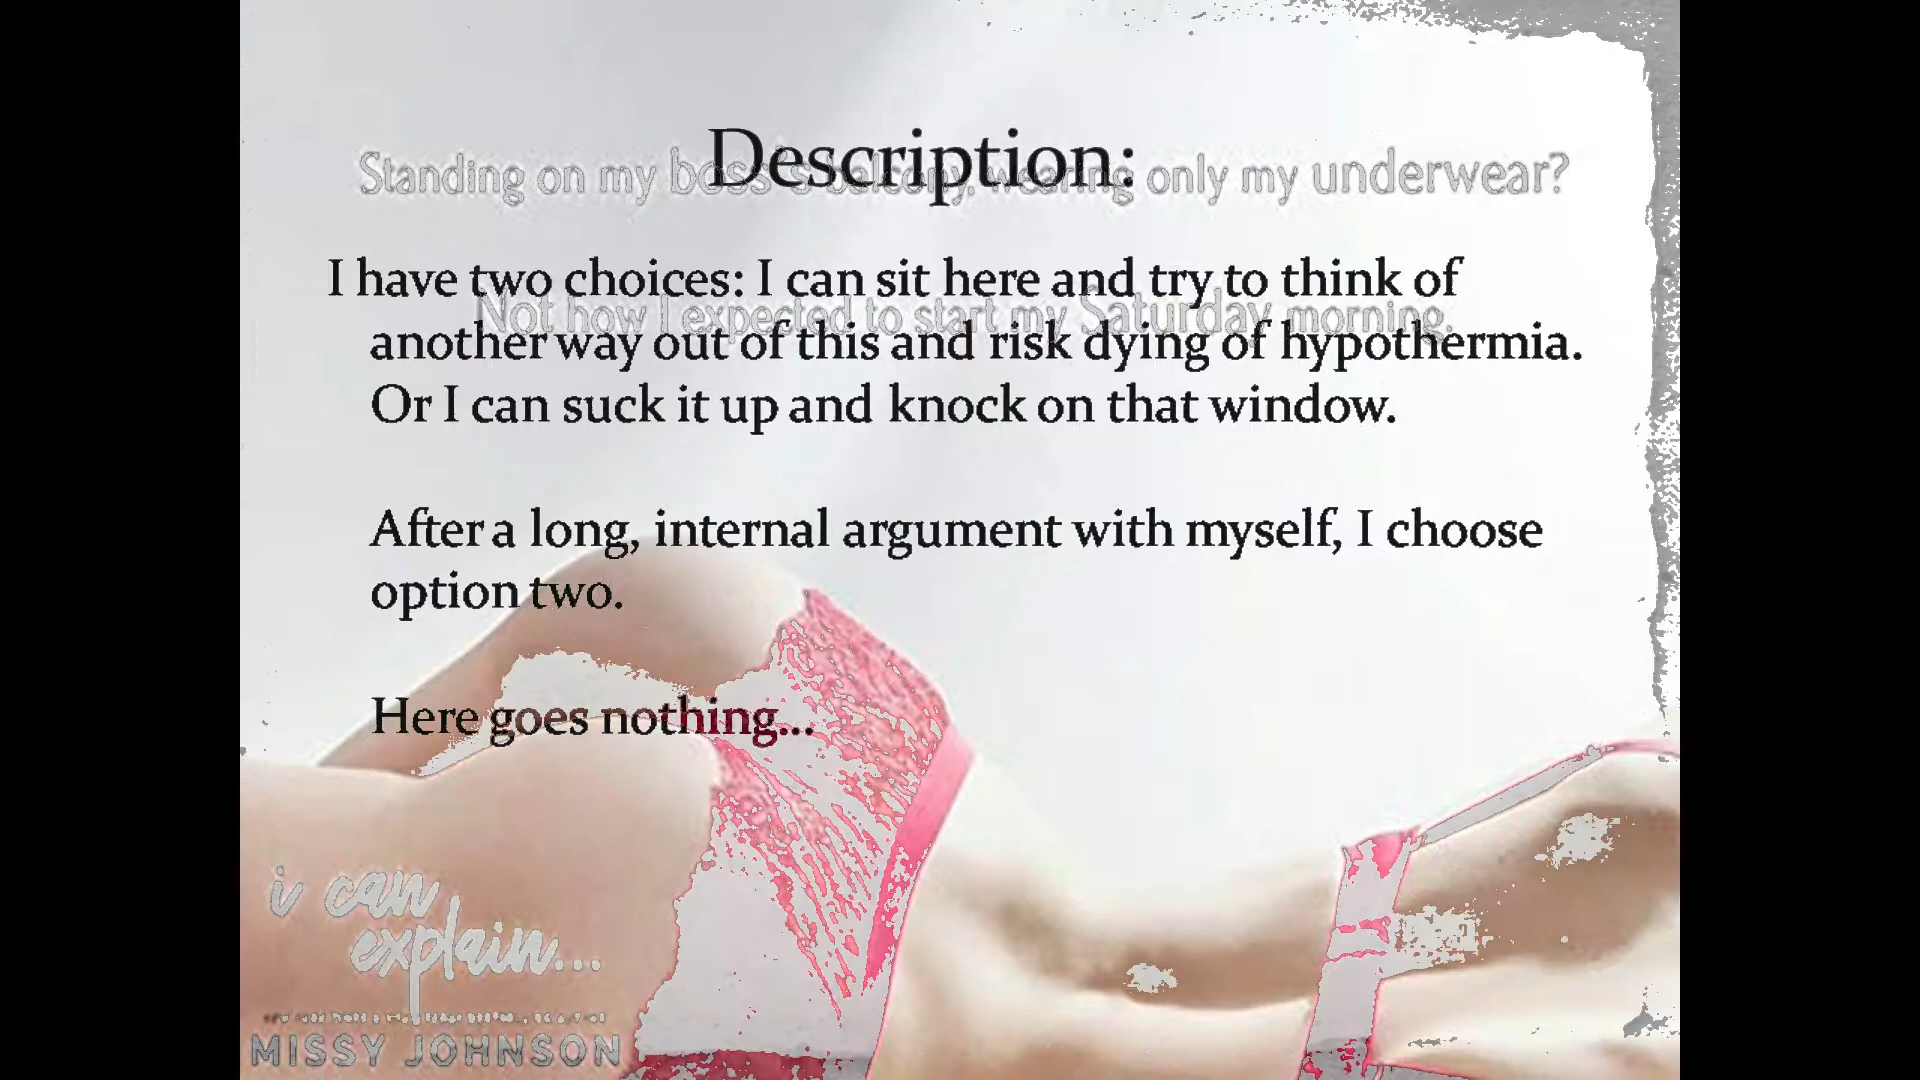 Description:
Standing on my boss's balcony, wearing only my underwear?
I have two choices: I can sit here and try to think of
Not how I expected to start my Saturday morning.
another way out of this and risk dying of hypothermia.
Or I can suck it up and knock on that window.
After a long, internal argument with myself, I choose
option two.
Here goes nothing...
i can
explain...
MISSY JOHNSON